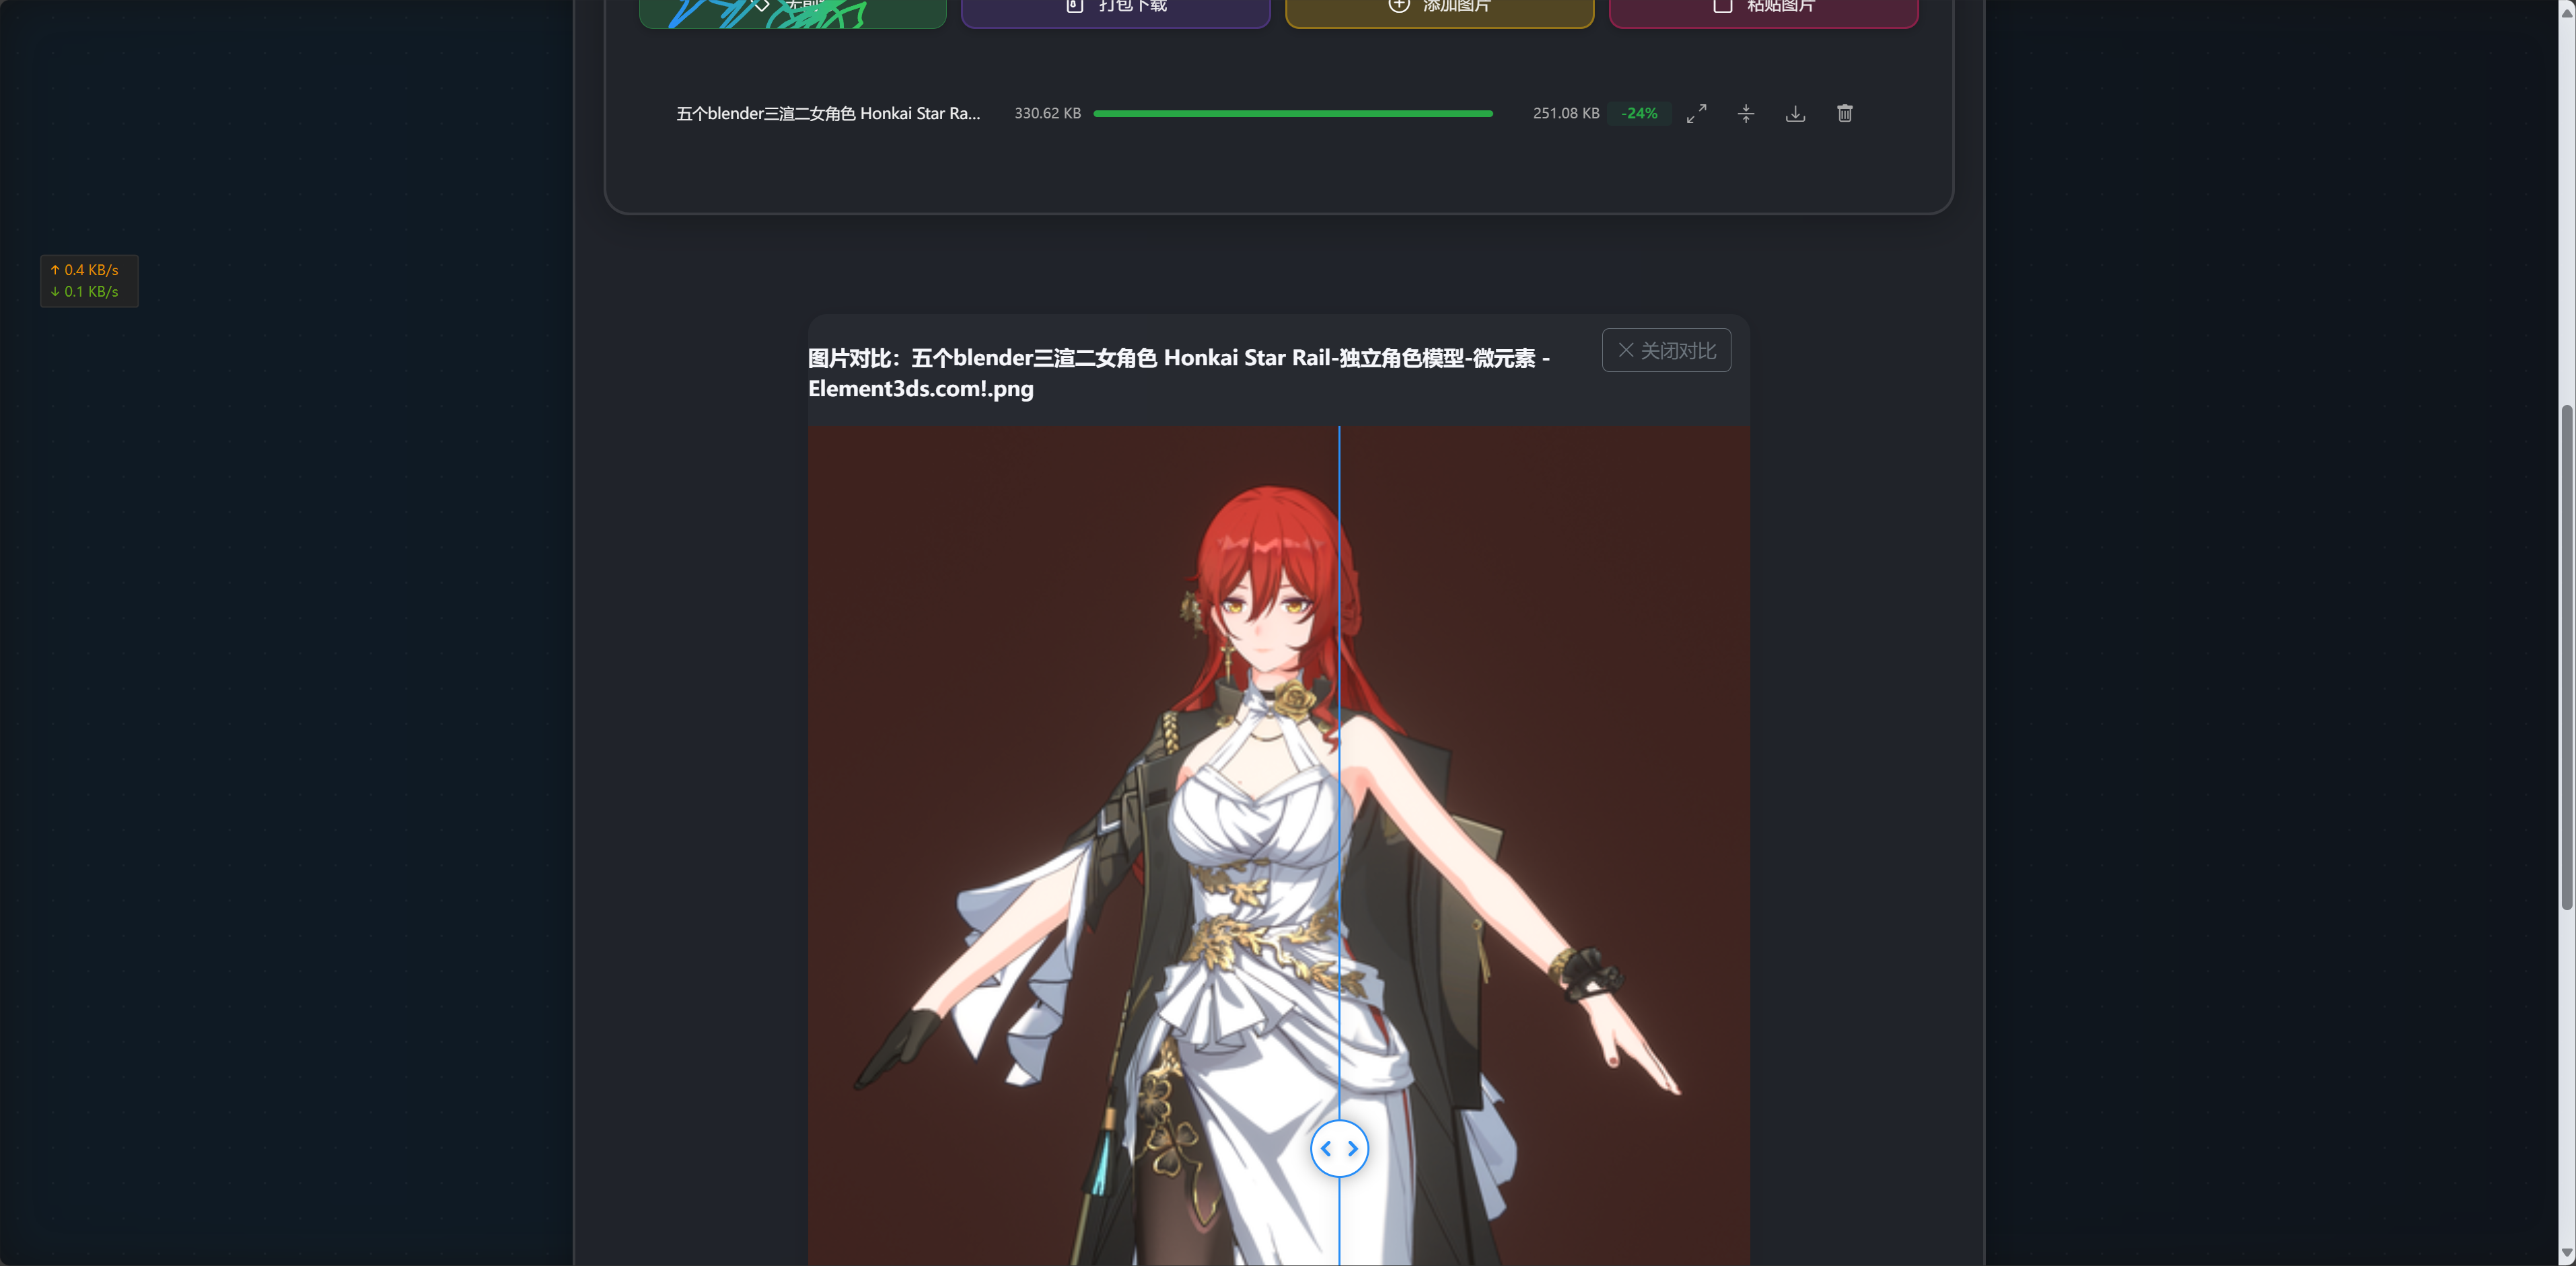 打包下载
添加图片
粘贴图片
五个blender三渲二女角色 Honkai Star Ra...
330.62 KB
251.08 KB
-24%
↑ 0.4 KB/s
↓ 0.1 KB/s
图片对比：五个blender三渲二女角色 Honkai Star Rail-独立角色模型-微元素 -
Element3ds.com!.png
关闭对比